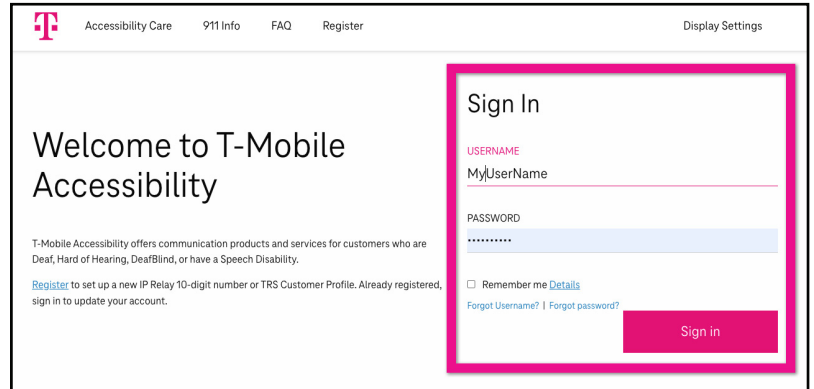 T Accessibility Care 911 Info FAQ Register Display Settings
Welcome to T-Mobile
Accessibility
T-Mobile Accessibility offers communication products and services for customers who are
Deaf, Hard of Hearing, DeafBlind, or have a Speech Disability.
Register to set up a new IP Relay 10-digit number or TRS Customer Profile. Already registered,
sign in to update your account.
Sign In
USERNAME
MyUserName
PASSWORD
••••••••••
Remember me Details
Forgot Username? | Forgot password?
Sign in